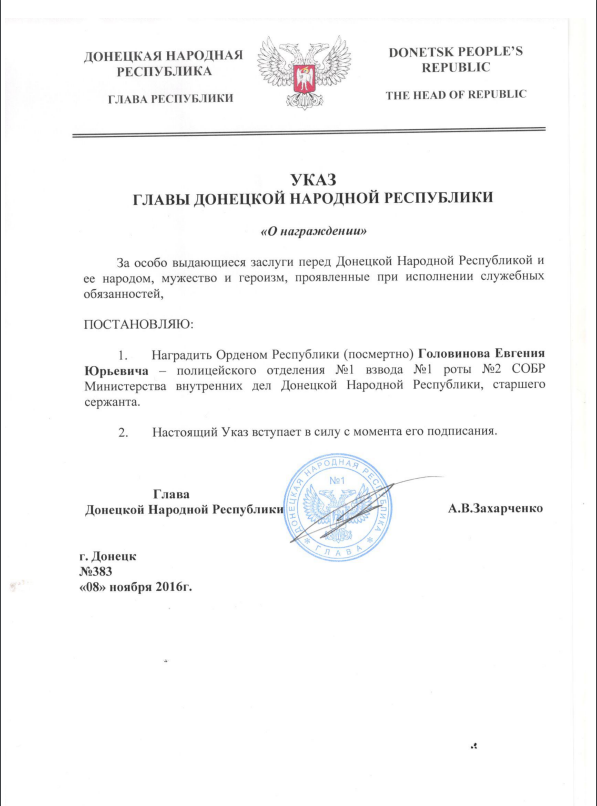 ДОНЕЦКАЯ НАРОДНАЯ
РЕСПУБЛИКА
ГЛАВА РЕСПУБЛИКИ
DONETSK PEOPLE'S
REPUBLIC
THE HEAD OF REPUBLIC
УКАЗ
ГЛАВЫ ДОНЕЦКОЙ НАРОДНОЙ РЕСПУБЛИКИ
«О награждении»
За особо выдающиеся заслуги перед Донецкой Народной Республикой и
ее народом, мужество и героизм, проявленные при исполнении служебных
обязанностей,
ПОСТАНОВЛЯЮ:
1. Наградить Орденом Республики (посмертно) Головинова Евгения
Юрьевича – полицейского отделения №1 взвода №1 роты №2 СОБР
Министерства внутренних дел Донецкой Народной Республики, старшего
сержанта.
2. Настоящий Указ вступает в силу с момента его подписания.
Глава
Донецкой Народной Республики
А.В.Захарченко
ДОНЕЦКАЯ НАРОДНАЯ РЕСПУБЛИКА
№1
ГЛАВА
г. Донецк
№383
«08» ноября 2016г.